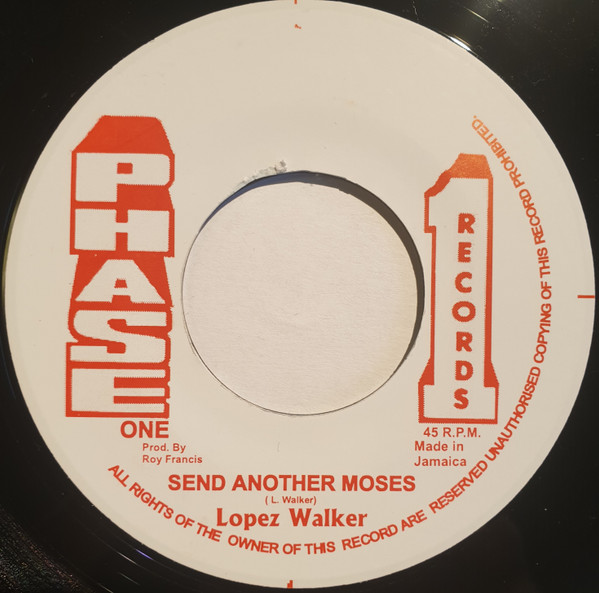 PHASE
ONE
Prod. By
Roy Francis
1
RECORDS
45 R.P.M.
Made in
Jamaica
SEND ANOTHER MOSES
( L. Walker)
Lopez Walker
ALL RIGHTS OF THE OWNER OF THIS RECORD ARE RESERVED UNAUTHORISED COPYING OF THIS RECORD PROHIBITED.